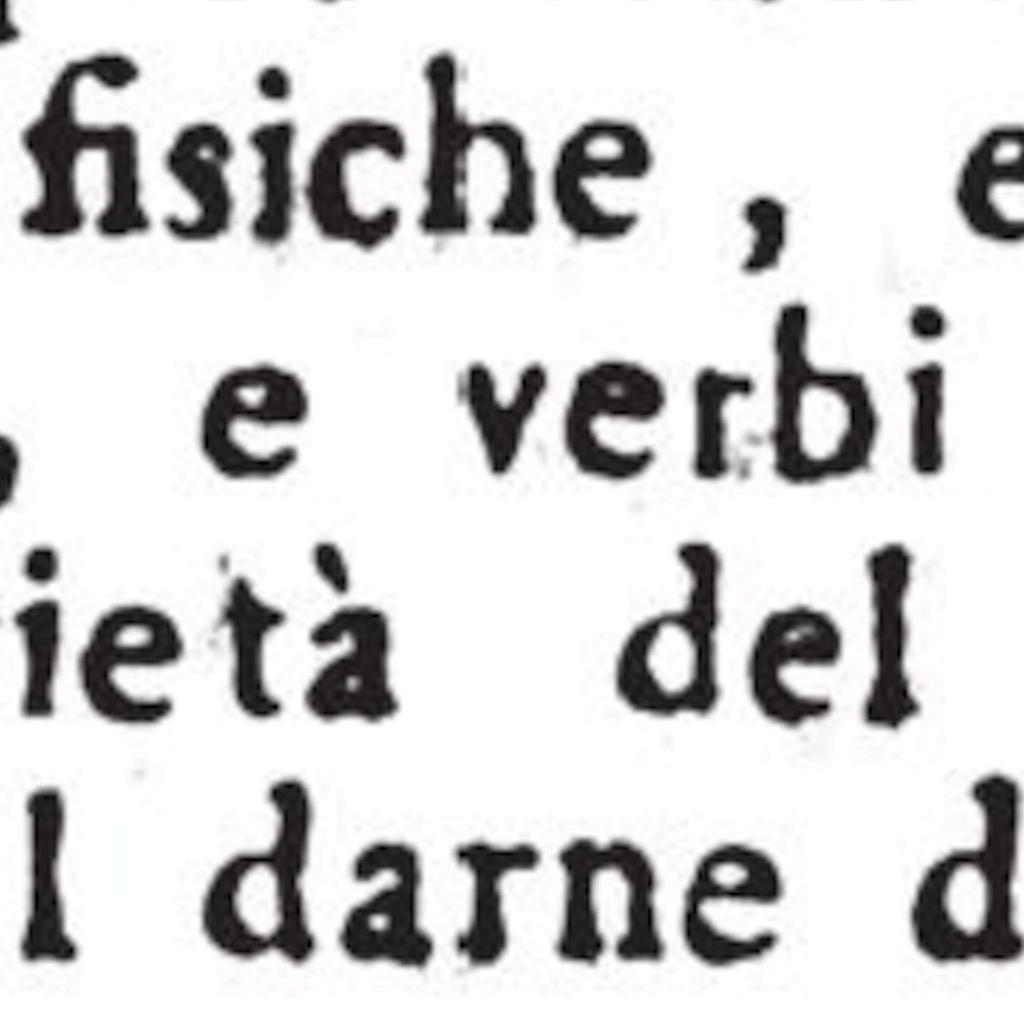 fisiche , e
, e verbi
ietà del
l darne d